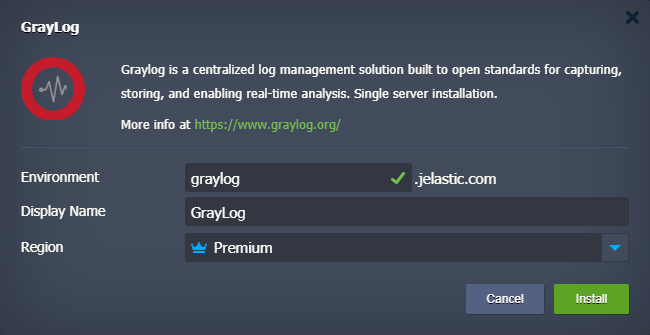 GrayLog
Graylog is a centralized log management solution built to open standards for capturing,
storing, and enabling real-time analysis. Single server installation.
More info at https://www.graylog.org/
Environment graylog .jelastic.com
Display Name GrayLog
Region Premium
Cancel Install